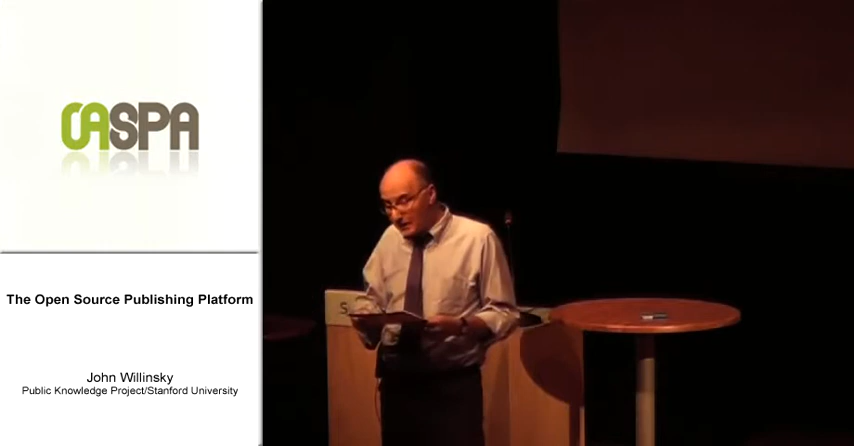 OASPA
The Open Source Publishing Platform
John Willinsky
Public Knowledge Project/Stanford University
S